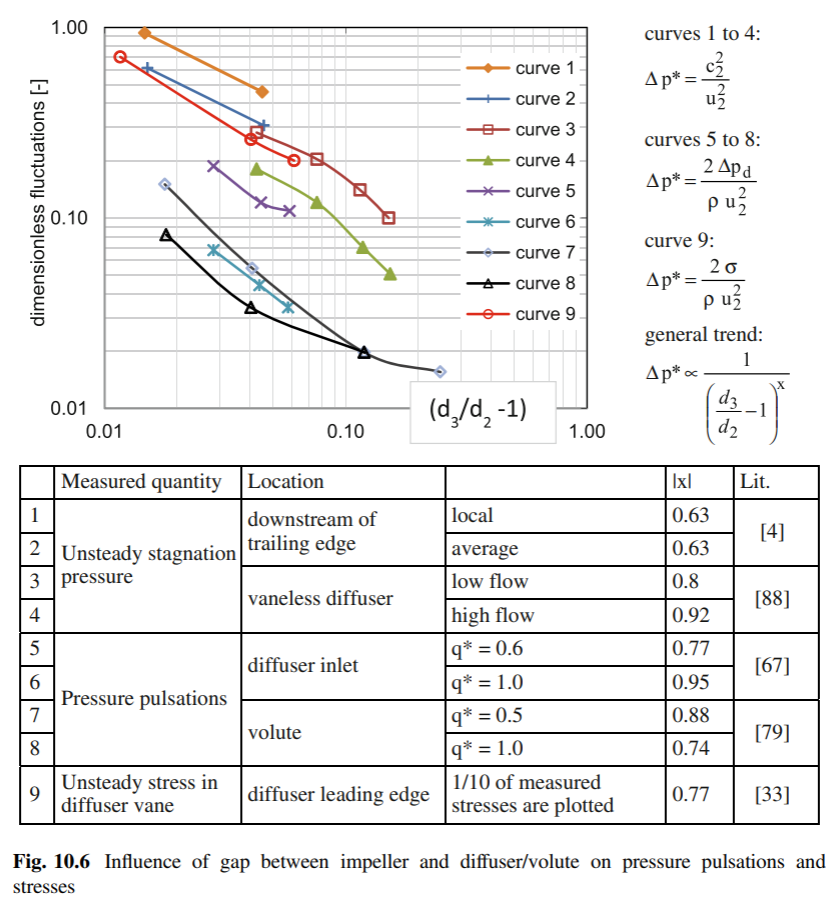 1.00
0.10
0.01
0.01
0.10
1.00
dimensionless fluctuations [-]
(d3/d2 -1)
curve 1
curve 2
curve 3
curve 4
curve 5
curve 6
curve 7
curve 8
curve 9
curves 1 to 4:
Δp* = c₂²/u₂²
curves 5 to 8:
Δp* = 2 Δpd/ρ u₂²
curve 9:
Δp* = 2 σ/ρ u₂²
general trend:
Δp* ∝ 1/(d3/d2 −1)^x
Measured quantity Location |x| Lit.
1 Unsteady stagnation pressure downstream of trailing edge local 0.63 [4]
2 average 0.63
3 vaneless diffuser low flow 0.8 [88]
4 high flow 0.92
5 Pressure pulsations diffuser inlet q* = 0.6 0.77 [67]
6 q* = 1.0 0.95
7 volute q* = 0.5 0.88 [79]
8 q* = 1.0 0.74
9 Unsteady stress in diffuser vane diffuser leading edge 1/10 of measured stresses are plotted 0.77 [33]
Fig. 10.6 Influence of gap between impeller and diffuser/volute on pressure pulsations and
stresses